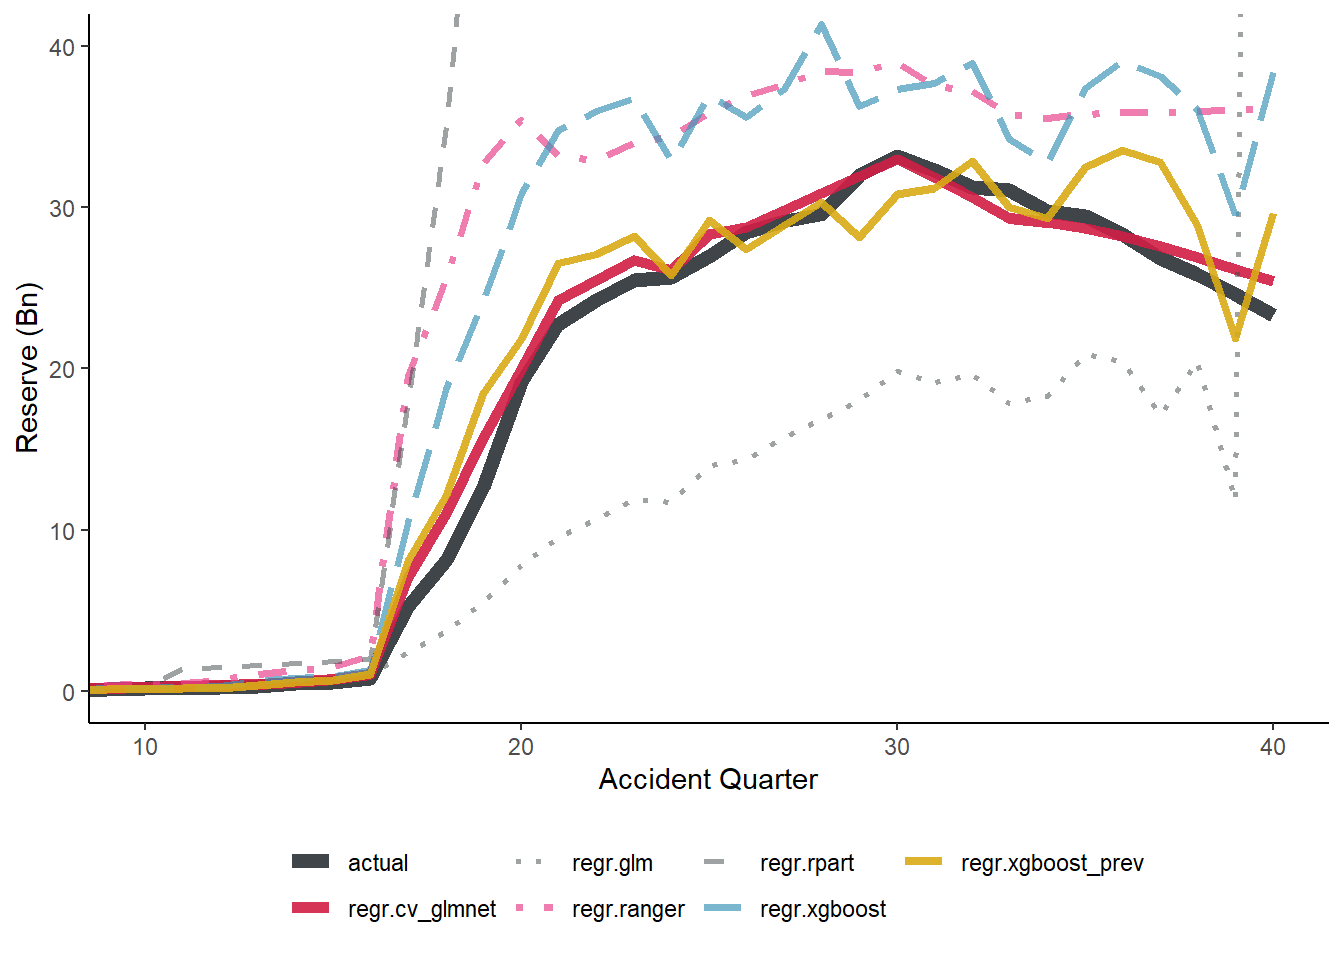 40
30
20
10
0
Reserve (Bn)
10 20 30 40
Accident Quarter
actual regr.glm regr.rpart regr.xgboost_prev
regr.cv_glmnet regr.ranger regr.xgboost